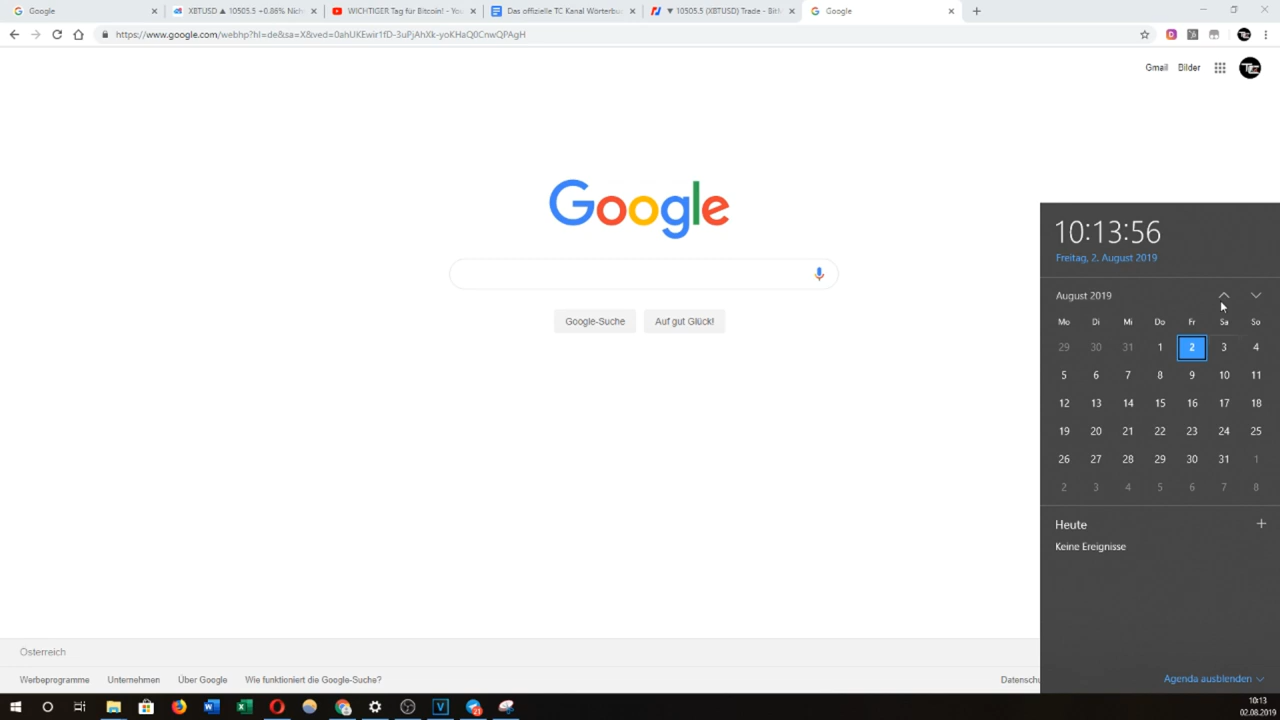 Google
XBTUSD ▲ 10505.5 +0.86% Nich
WICHTIGER Tag für Bitcoin! - You
Das offizielle TC Kanal Wörterbu
▼ 10505.5 (XBTUSD) Trade - Bit
Google
https://www.google.com/webhp?hl=de&sa=X&ved=0ahUKEwir1fD-3uPjAhXk-yoKHaQ0CnwQPAgH
Gmail Bilder
Google
Google-Suche Auf gut Glück!
10:13:56
Freitag, 2. August 2019
August 2019
Mo Di Mi Do Fr Sa So
29 30 31 1 2 3 4
5 6 7 8 9 10 11
12 13 14 15 16 17 18
19 20 21 22 23 24 25
26 27 28 29 30 31 1
2 3 4 5 6 7 8
Heute
Keine Ereignisse
Agenda ausblenden
Österreich
Werbeprogramme Unternehmen Über Google Wie funktioniert die Google-Suche? Datenschu
10:13
02.08.2019